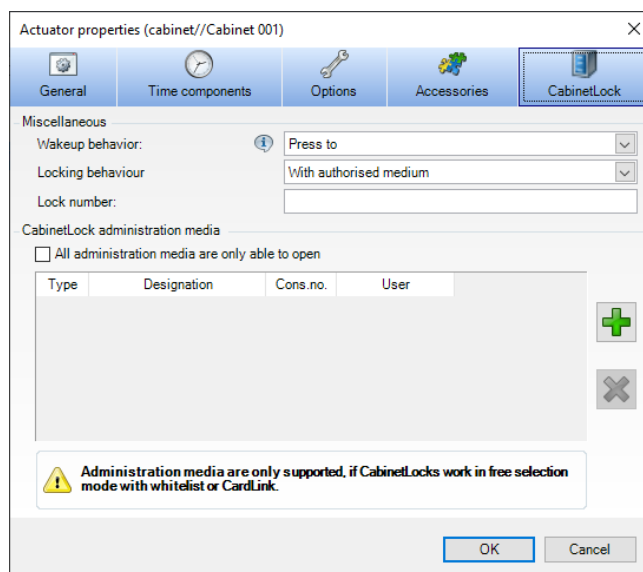 Actuator properties (cabinet//Cabinet 001)
General Time components Options Accessories CabinetLock
Miscellaneous
Wakeup behavior: Press to
Locking behaviour With authorised medium
Lock number:
CabinetLock administration media
All administration media are only able to open
Type Designation Cons.no. User
Administration media are only supported, if CabinetLocks work in free selection
mode with whitelist or CardLink.
OK Cancel